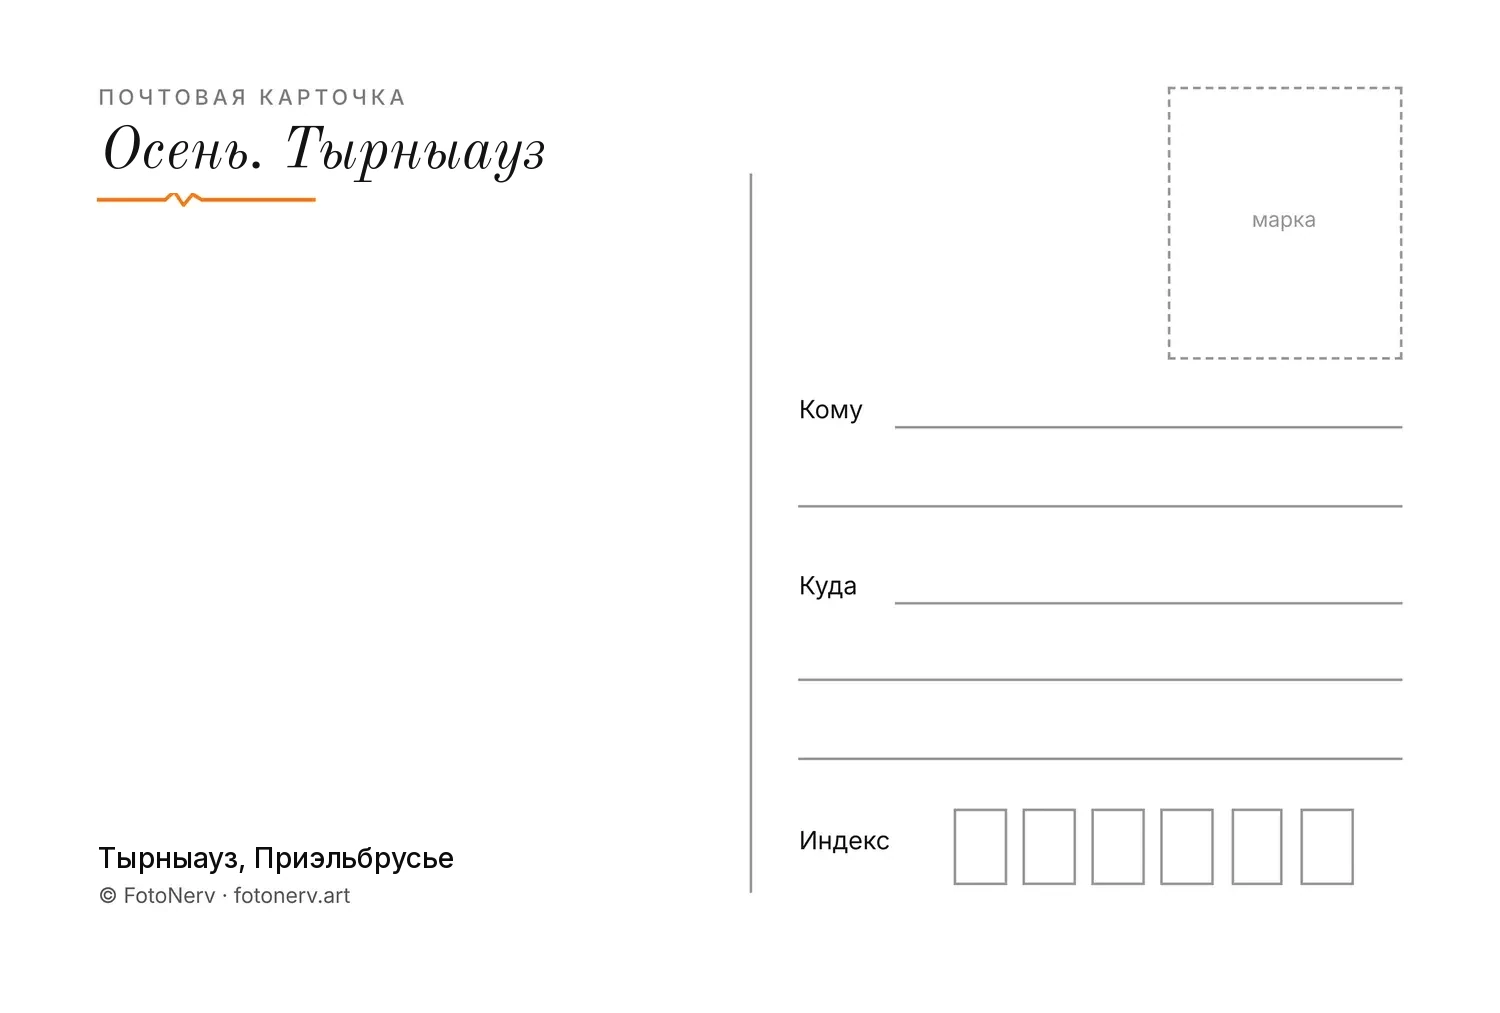 ПОЧТОВАЯ КАРТОЧКА
Осень. Тырныауз
марка
Кому
Куда
Индекс
Тырныауз, Приэльбрусье
© FotoNerv · fotonerv.art